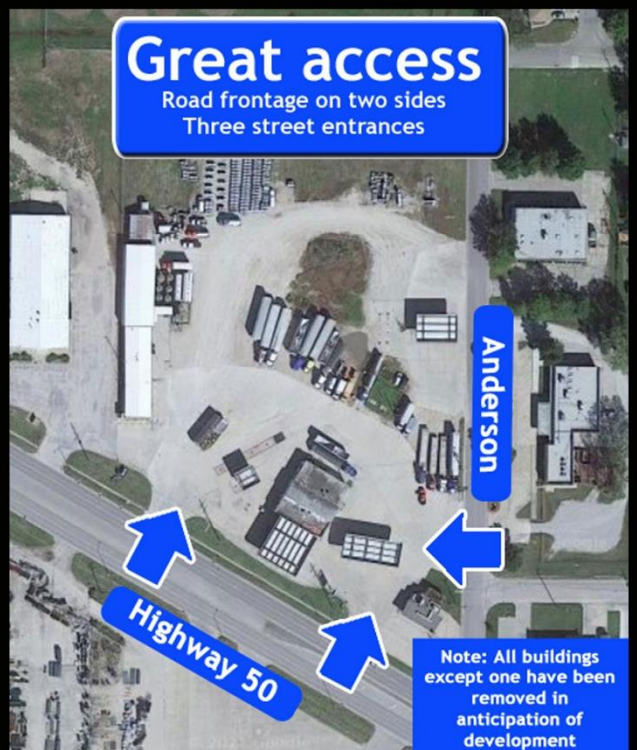 Great access
Road frontage on two sides
Three street entrances
Anderson
Highway 50
Note: All buildings
except one have been
removed in
anticipation of
development